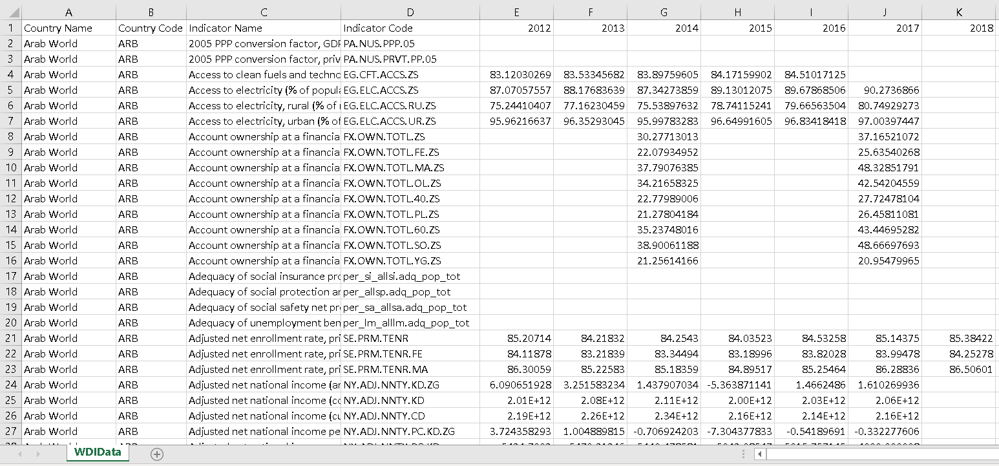 A B C D E F G H I J K
1 Country Name Country Code Indicator Name Indicator Code 2012 2013 2014 2015 2016 2017 2018
2 Arab World ARB 2005 PPP conversion factor, GDP PA.NUS.PPP.05
3 Arab World ARB 2005 PPP conversion factor, priv PA.NUS.PRVT.PP.05
4 Arab World ARB Access to clean fuels and techno EG.CFT.ACCS.ZS 83.12030269 83.53345682 83.89759605 84.17159902 84.51017125
5 Arab World ARB Access to electricity (% of popula EG.ELC.ACCS.ZS 87.07057557 88.17683639 87.34273859 89.13012075 89.67868506 90.2736866
6 Arab World ARB Access to electricity, rural (% of r EG.ELC.ACCS.RU.ZS 75.24410407 77.16230459 75.53897632 78.74115241 79.66563504 80.74929273
7 Arab World ARB Access to electricity, urban (% of EG.ELC.ACCS.UR.ZS 95.96216637 96.35293045 95.99783283 96.64991605 96.83418418 97.00397447
8 Arab World ARB Account ownership at a financia FX.OWN.TOTL.ZS 30.27713013 37.16521072
9 Arab World ARB Account ownership at a financia FX.OWN.TOTL.FE.ZS 22.07934952 25.63540268
10 Arab World ARB Account ownership at a financia FX.OWN.TOTL.MA.ZS 37.79076385 48.32851791
11 Arab World ARB Account ownership at a financia FX.OWN.TOTL.OL.ZS 34.21658325 42.54204559
12 Arab World ARB Account ownership at a financia FX.OWN.TOTL.40.ZS 22.77989006 27.72478104
13 Arab World ARB Account ownership at a financia FX.OWN.TOTL.PL.ZS 21.27804184 26.45811081
14 Arab World ARB Account ownership at a financia FX.OWN.TOTL.60.ZS 35.23748016 43.44695282
15 Arab World ARB Account ownership at a financia FX.OWN.TOTL.SO.ZS 38.90061188 48.66697693
16 Arab World ARB Account ownership at a financia FX.OWN.TOTL.YG.ZS 21.25614166 20.95479965
17 Arab World ARB Adequacy of social insurance pro per_si_allsi.adq_pop_tot
18 Arab World ARB Adequacy of social protection ar per_allsp.adq_pop_tot
19 Arab World ARB Adequacy of social safety net pr per_sa_allsa.adq_pop_tot
20 Arab World ARB Adequacy of unemployment ben per_lm_alllm.adq_pop_tot
21 Arab World ARB Adjusted net enrollment rate, pri SE.PRM.TENR 85.20714 84.21832 84.2543 84.03523 84.53258 85.14375 85.38422
22 Arab World ARB Adjusted net enrollment rate, pri SE.PRM.TENR.FE 84.11878 83.21839 83.34494 83.18996 83.82028 83.99478 84.25278
23 Arab World ARB Adjusted net enrollment rate, pri SE.PRM.TENR.MA 86.30059 85.22583 85.18359 84.89517 85.25464 86.28836 86.50601
24 Arab World ARB Adjusted net national income (ar NY.ADJ.NNTY.KD.ZG 6.090651928 3.251583234 1.437907034 -5.363871141 1.4662486 1.610269936
25 Arab World ARB Adjusted net national income (co NY.ADJ.NNTY.KD 2.01E+12 2.08E+12 2.11E+12 2.00E+12 2.03E+12 2.06E+12
26 Arab World ARB Adjusted net national income (cu NY.ADJ.NNTY.CD 2.19E+12 2.26E+12 2.34E+12 2.16E+12 2.14E+12 2.16E+12
27 Arab World ARB Adjusted net national income pe NY.ADJ.NNTY.PC.KD.ZG 3.724358293 1.004889815 -0.706924203 -7.304377833 -0.54189691 -0.332277606
WDIData